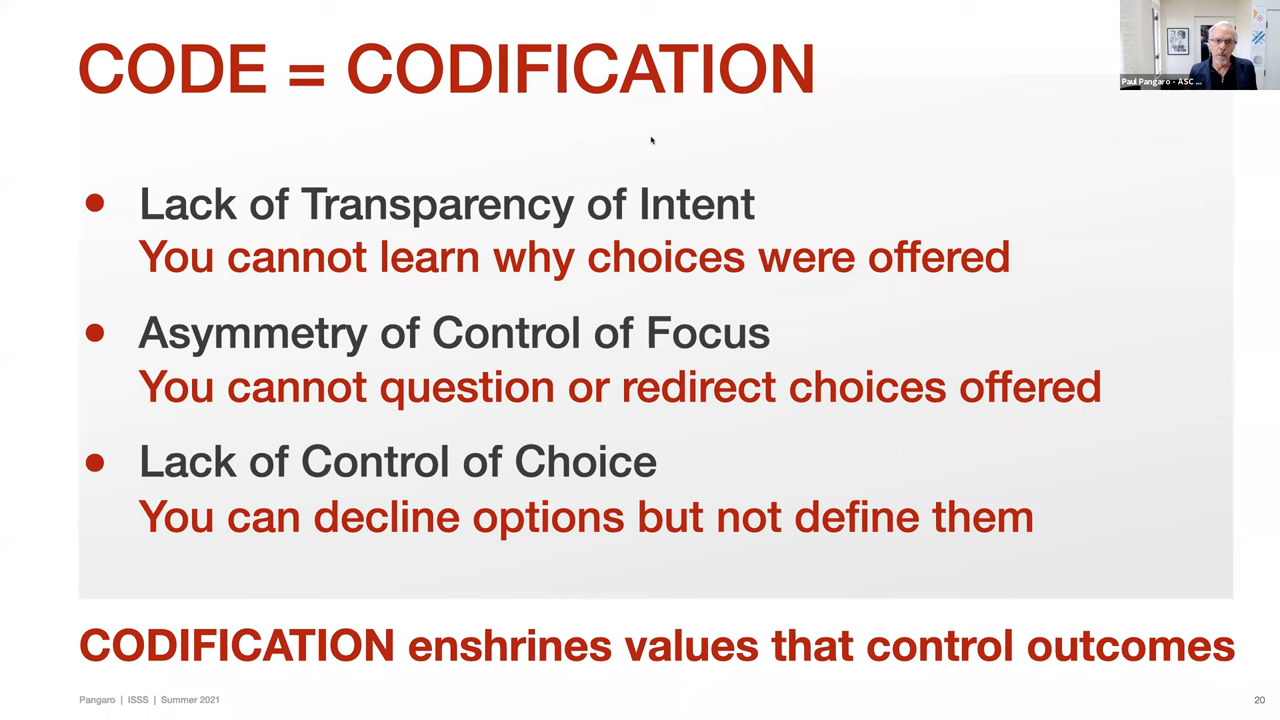 CODE = CODIFICATION
Paul Pangaro - ASC ...
• Lack of Transparency of Intent
You cannot learn why choices were offered
• Asymmetry of Control of Focus
You cannot question or redirect choices offered
• Lack of Control of Choice
You can decline options but not define them
CODIFICATION enshrines values that control outcomes
Pangaro | ISSS | Summer 2021
20